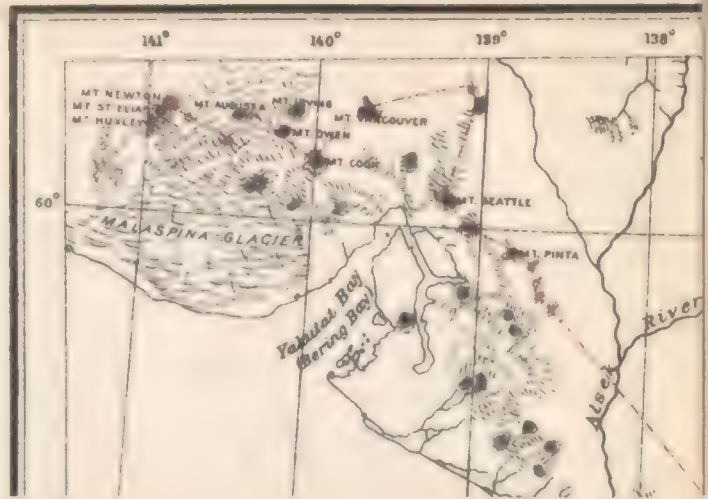 141 140 139 138
MT NEWTON
MT ST ELIAS
MT HUXLEY
MT AUGUSTA
MT IRVING
MT VANCOUVER
MT OWEN
MT COOK
60°
MT. SEATTLE
MALASPINA GLACIER
MT. PINTA
Yakutat Bay
(Bering Bay)
Alsek
River